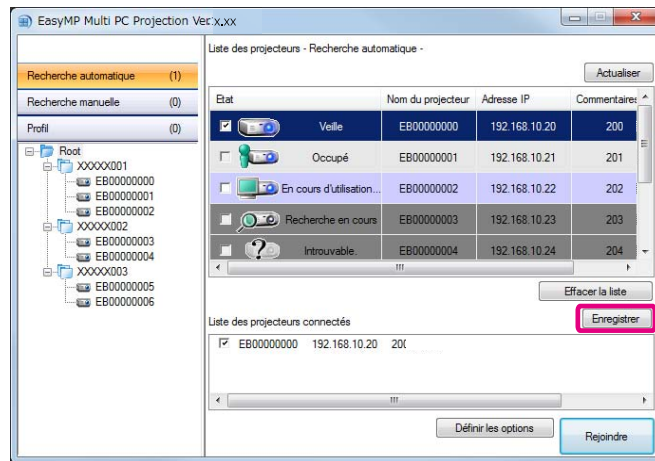 EasyMP Multi PC Projection Ver.x.xx
Liste des projecteurs - Recherche automatique -
Actualiser
Recherche automatique (1)
Recherche manuelle (0)
Profil (0)
Root
XXXXX001
EB00000000
EB00000001
EB00000002
XXXXX002
EB00000003
EB00000004
XXXXX003
EB00000005
EB00000006
Etat Nom du projecteur Adresse IP Commentaires
Veille EB00000000 192.168.10.20 200
Occupé EB00000001 192.168.10.21 201
En cours d'utilisation... EB00000002 192.168.10.22 202
Recherche en cours EB00000003 192.168.10.23 203
Introuvable. EB00000004 192.168.10.24 204
Effacer la liste
Liste des projecteurs connectés
Enregistrer
EB00000000 192.168.10.20
Définir les options
Rejoindre